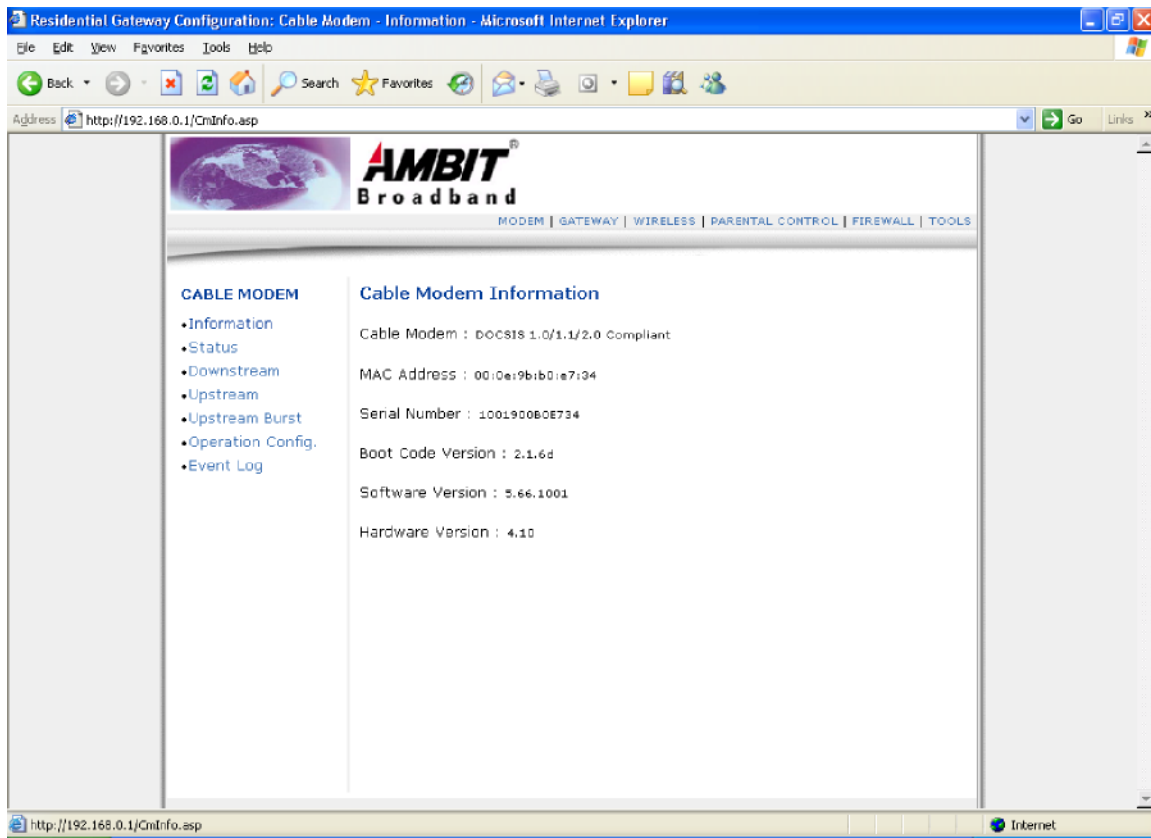 Residential Gateway Configuration: Cable Modem - Information - Microsoft Internet Explorer
File Edit View Favorites Tools Help
Back Search Favorites
Address http://192.168.0.1/CmInfo.asp Go Links »
AMBIT®
Broadband
MODEM | GATEWAY | WIRELESS | PARENTAL CONTROL | FIREWALL | TOOLS
CABLE MODEM
•Information
•Status
•Downstream
•Upstream
•Upstream Burst
•Operation Config.
•Event Log
Cable Modem Information
Cable Modem : DOCSIS 1.0/1.1/2.0 Compliant
MAC Address : 00:0e:9b:b0:e7:34
Serial Number : 1001900B0E734
Boot Code Version : 2.1.6d
Software Version : 5.66.1001
Hardware Version : 4.10
http://192.168.0.1/CmInfo.asp Internet